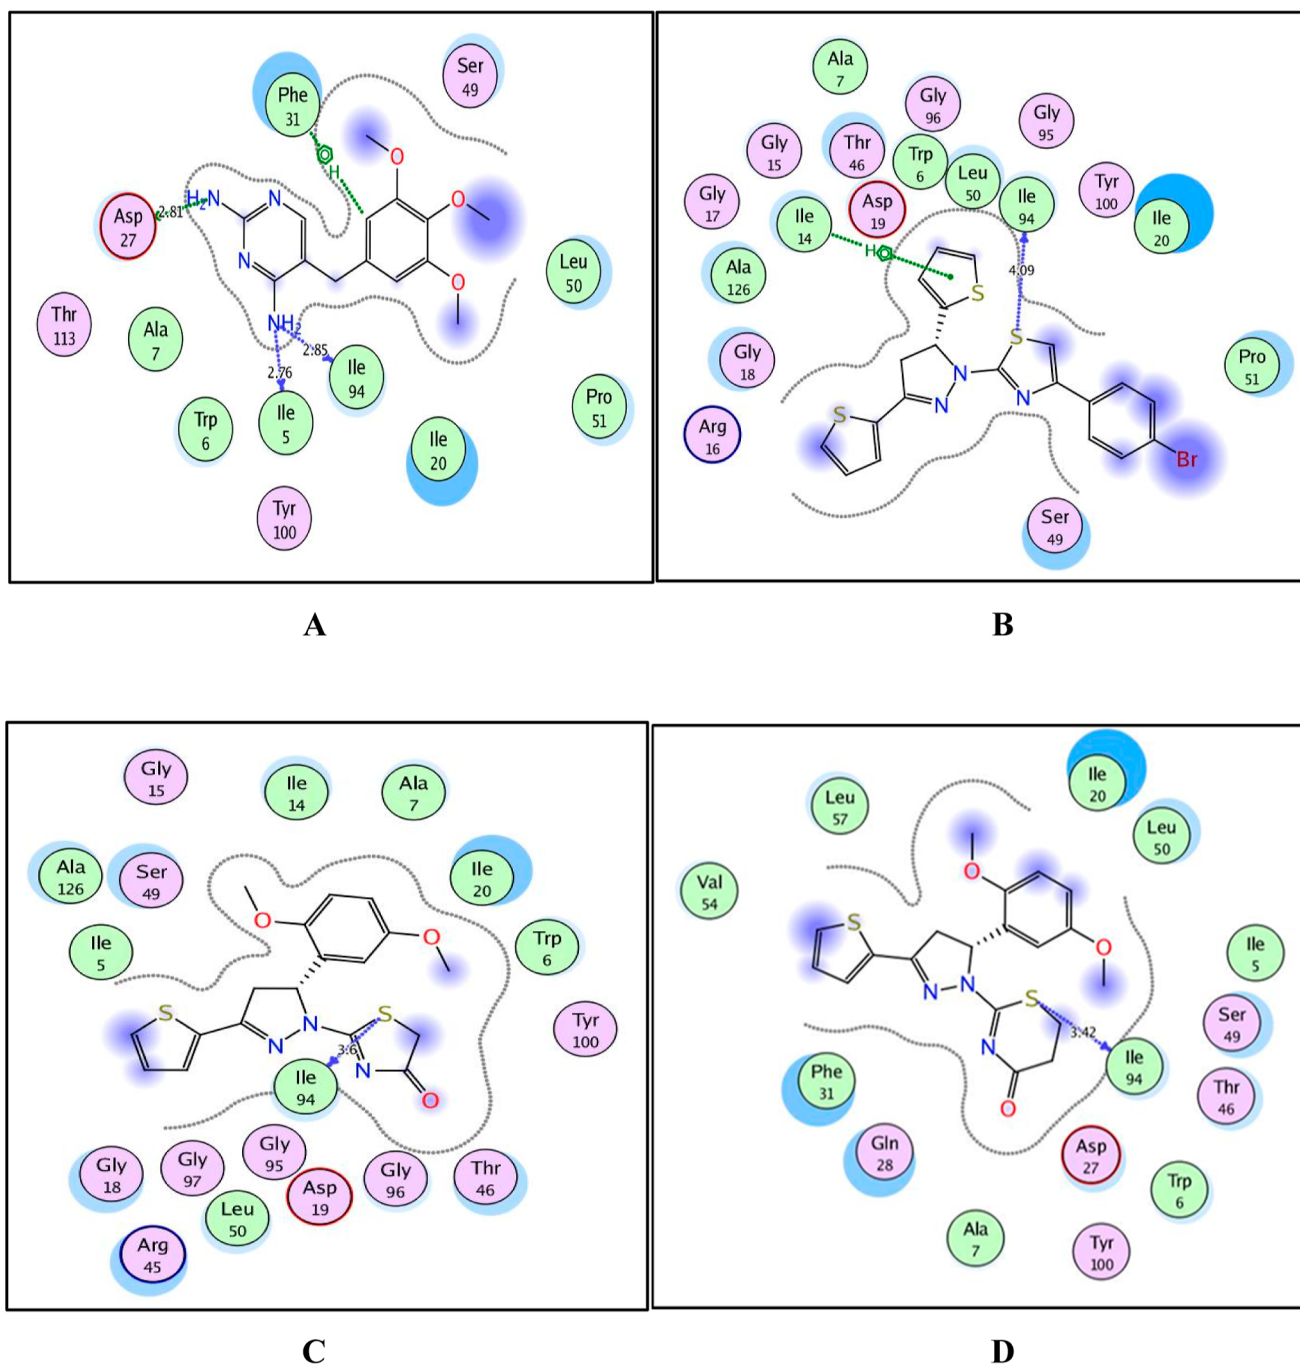 Ser
49
Phe
31
H
H2N
N
O
O
O
Asp
27
2.81
N
NH2
2.85
2.76
Leu
50
Thr
113
Ala
7
Ile
94
Pro
51
Trp
6
Ile
5
Ile
20
Tyr
100
A
Ala
7
Gly
96
Gly
95
Gly
15
Thr
46
Trp
6
Leu
50
Ile
94
Tyr
100
Ile
20
Gly
17
Ile
14
Asp
19
H
4.09
Ala
126
S
S
Gly
18
N
N
N
Pro
51
Arg
16
S
Br
Ser
49
B
Gly
15
Ile
14
Ala
7
Ala
126
Ser
49
Ile
20
O
O
Ile
5
Trp
6
S
N
N
S
3.6
N
O
Tyr
100
Ile
94
Gly
18
Gly
97
Gly
95
Asp
19
Gly
96
Thr
46
Leu
50
Arg
45
C
Ile
20
Leu
57
Leu
50
Val
54
O
S
O
Ile
5
N
N
S
3.42
N
O
Ser
49
Ile
94
Phe
31
Thr
46
Gln
28
Asp
27
Trp
6
Ala
7
Tyr
100
D